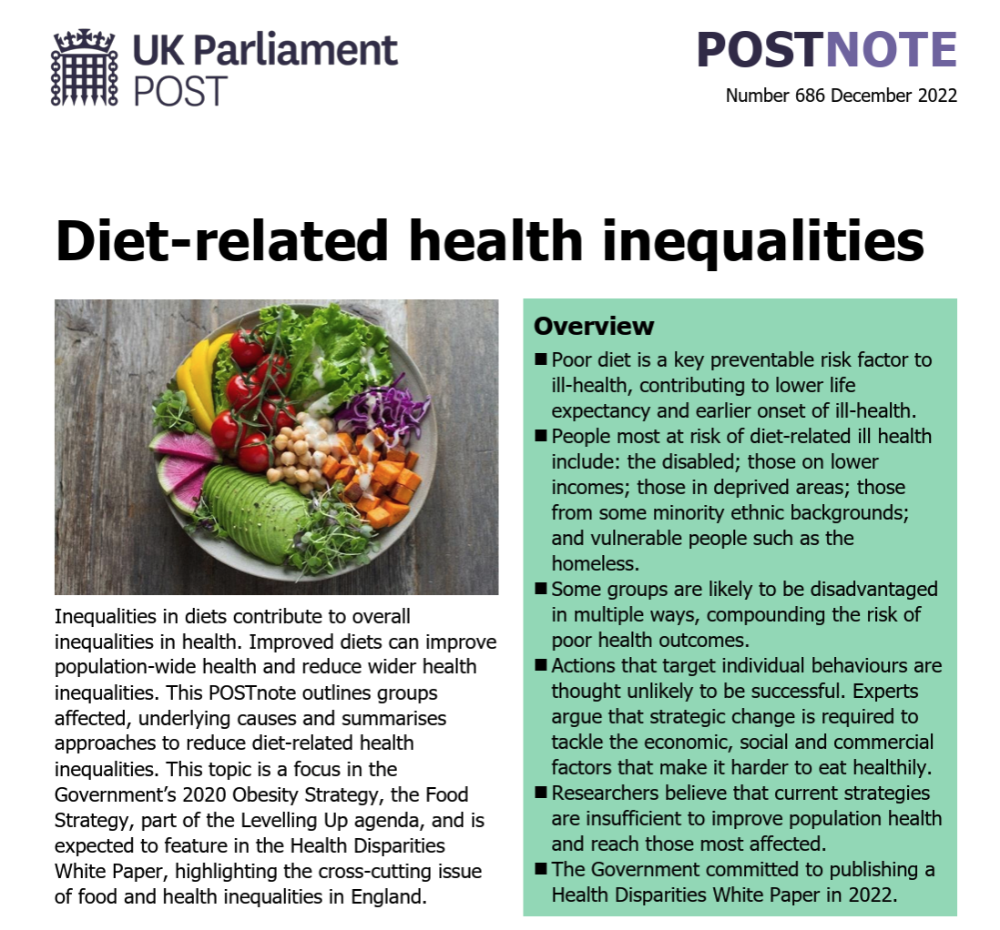 UK Parliament
POST
POSTNOTE
Number 686 December 2022
Diet-related health inequalities
Inequalities in diets contribute to overall
inequalities in health. Improved diets can improve
population-wide health and reduce wider health
inequalities. This POSTnote outlines groups
affected, underlying causes and summarises
approaches to reduce diet-related health
inequalities. This topic is a focus in the
Government’s 2020 Obesity Strategy, the Food
Strategy, part of the Levelling Up agenda, and is
expected to feature in the Health Disparities
White Paper, highlighting the cross-cutting issue
of food and health inequalities in England.
Overview
■ Poor diet is a key preventable risk factor to
ill-health, contributing to lower life
expectancy and earlier onset of ill-health.
■ People most at risk of diet-related ill health
include: the disabled; those on lower
incomes; those in deprived areas; those
from some minority ethnic backgrounds;
and vulnerable people such as the
homeless.
■ Some groups are likely to be disadvantaged
in multiple ways, compounding the risk of
poor health outcomes.
■ Actions that target individual behaviours are
thought unlikely to be successful. Experts
argue that strategic change is required to
tackle the economic, social and commercial
factors that make it harder to eat healthily.
■ Researchers believe that current strategies
are insufficient to improve population health
and reach those most affected.
■ The Government committed to publishing a
Health Disparities White Paper in 2022.